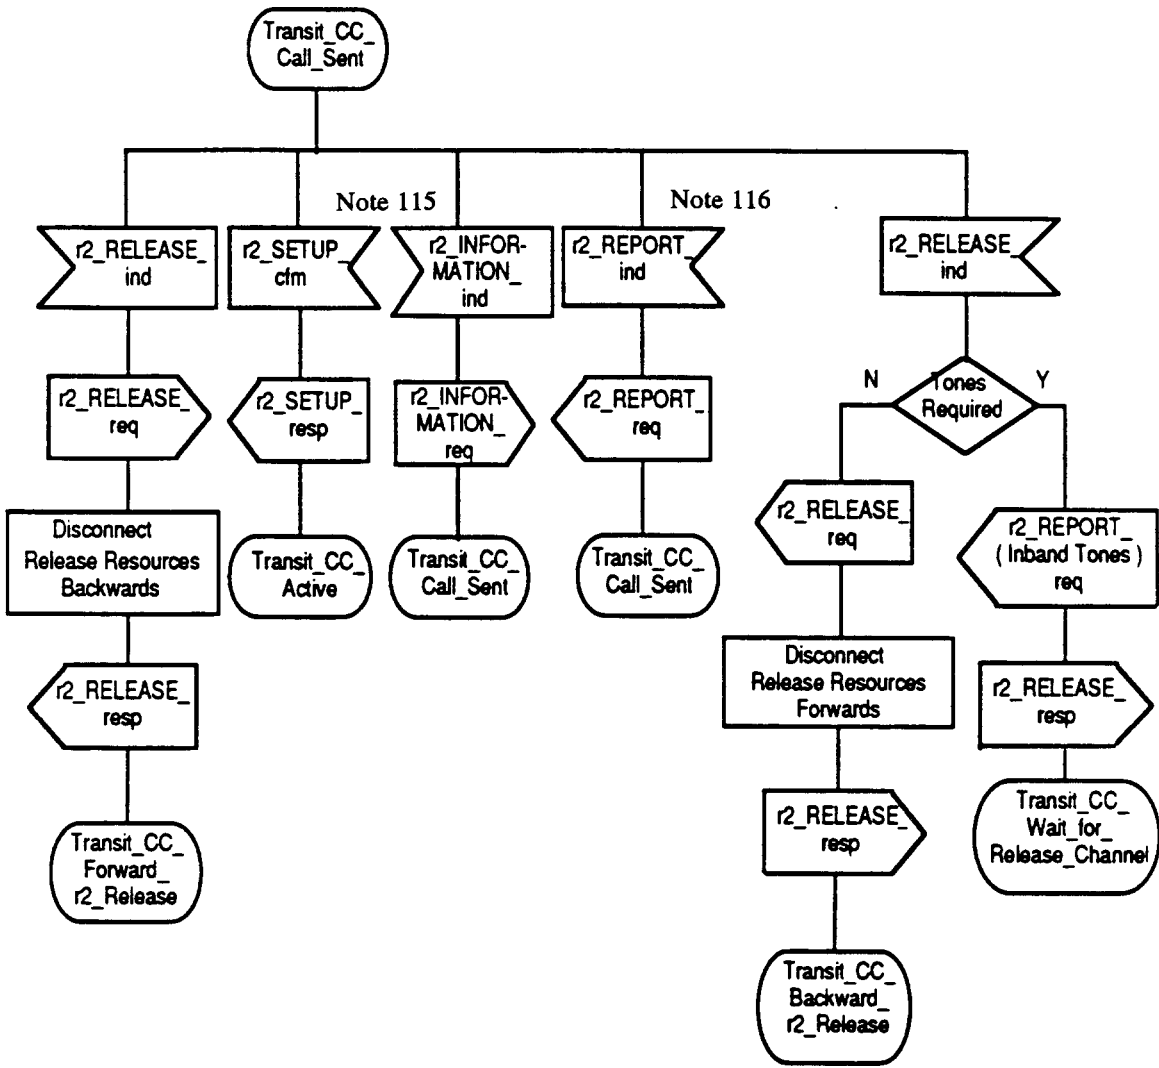 Transit_CC_
Call_Sent
Note 115
Note 116
r2_RELEASE_
ind
r2_SETUP_
cfm
r2_INFOR-
MATION_
ind
r2_REPORT_
ind
r2_RELEASE_
ind
r2_RELEASE_
req
r2_SETUP_
resp
r2_INFOR-
MATION_
req
r2_REPORT_
req
N
Tones
Required
Y
Disconnect
Release Resources
Backwards
Transit_CC_
Active
Transit_CC_
Call_Sent
Transit_CC_
Call_Sent
r2_RELEASE_
req
r2_REPORT_
( Inband Tones )
req
r2_RELEASE_
resp
Disconnect
Release Resources
Forwards
r2_RELEASE_
resp
Transit_CC_
Forward_
r2_Release
r2_RELEASE_
resp
Transit_CC_
Wait_for_
Release_Channel
Transit_CC_
Backward_
r2_Release